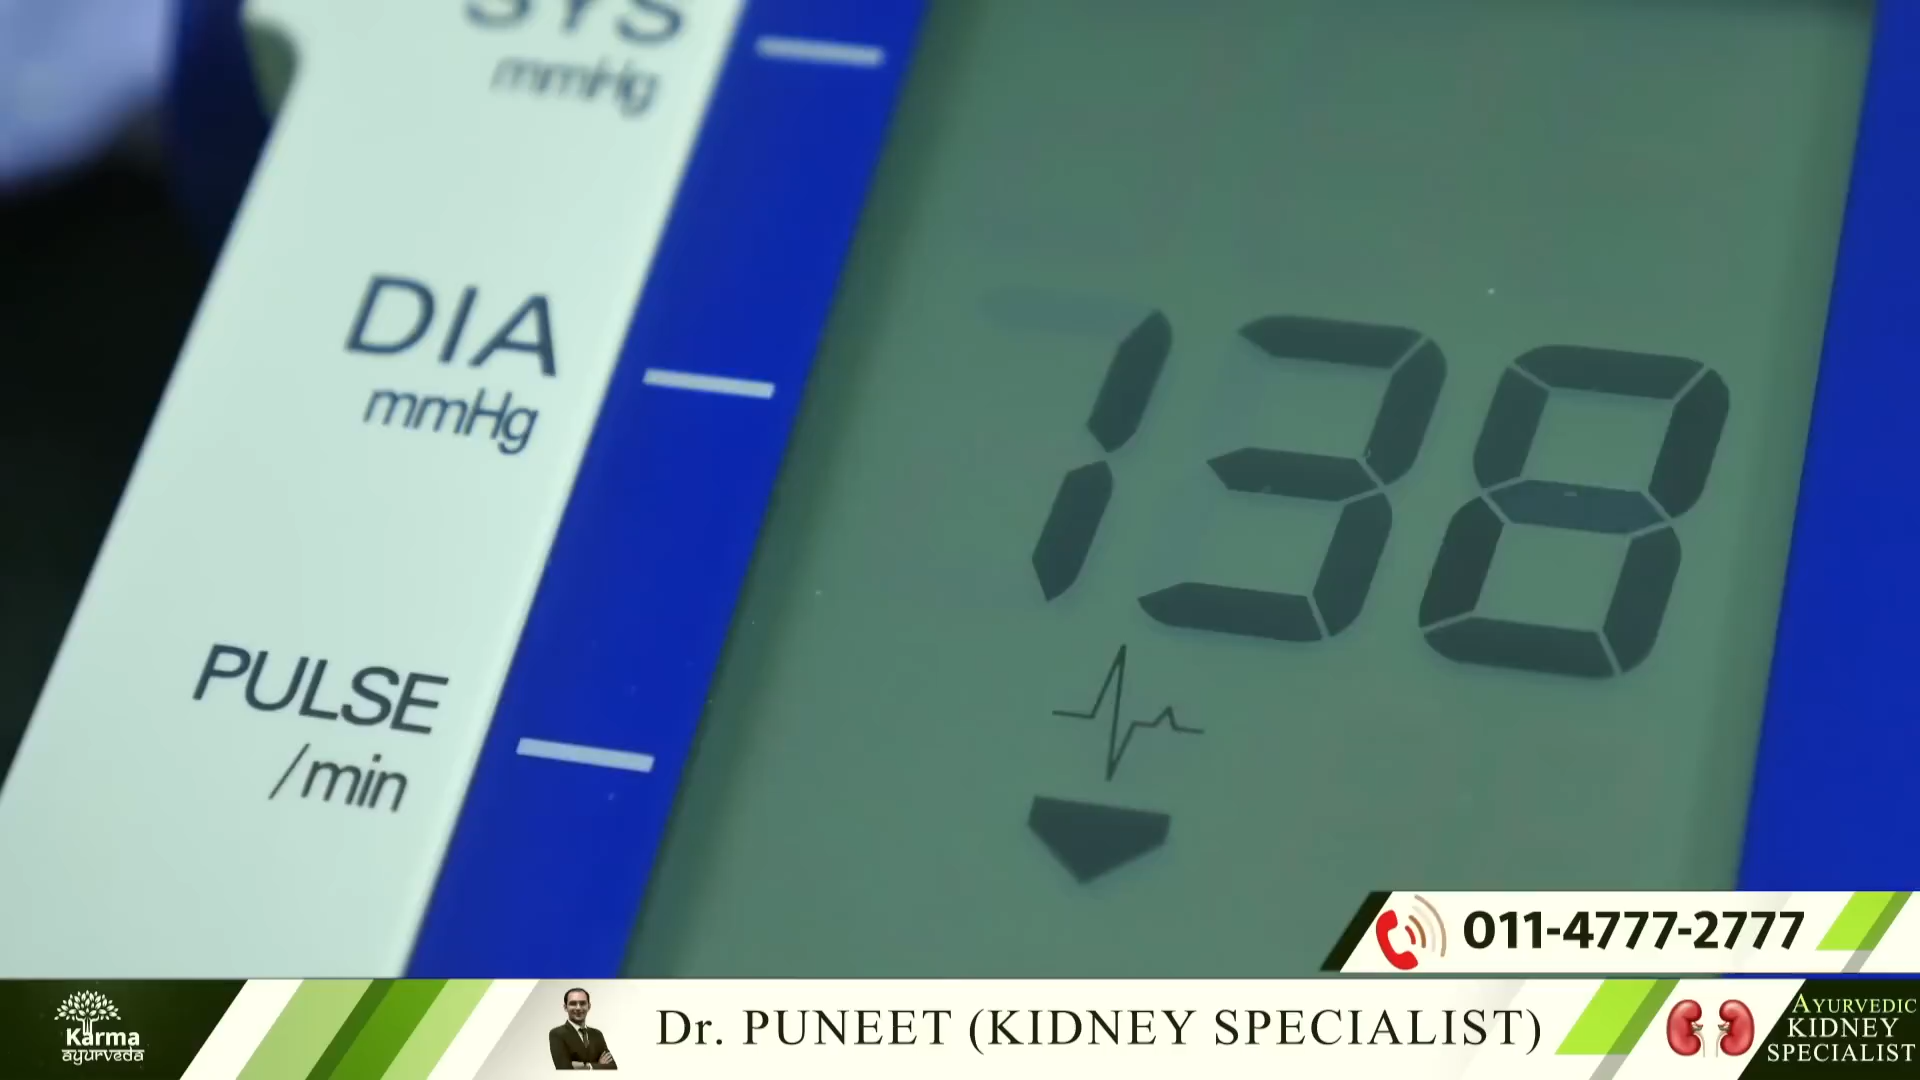 SYS
mmHg
DIA
mmHg
PULSE
/min
138
011-4777-2777
Karma
ayurveda
Dr. PUNEET (KIDNEY SPECIALIST)
AYURVEDIC
KIDNEY
SPECIALIST